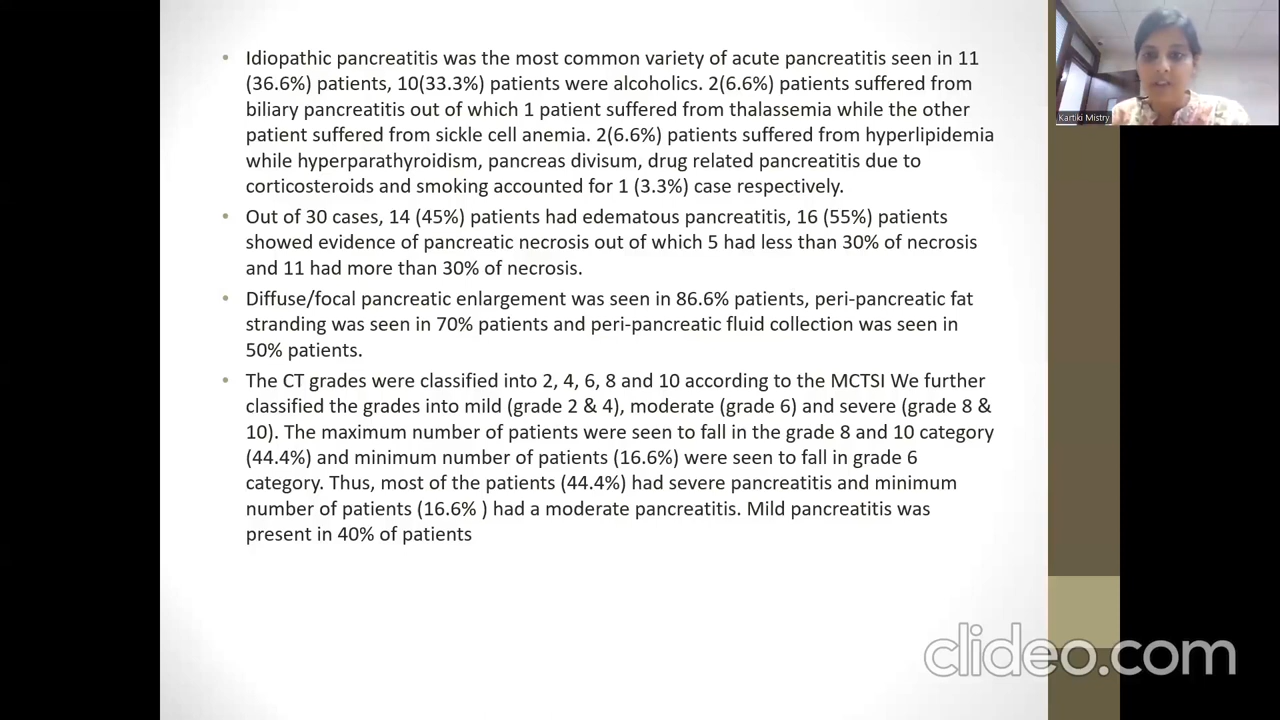 • Idiopathic pancreatitis was the most common variety of acute pancreatitis seen in 11
(36.6%) patients, 10(33.3%) patients were alcoholics. 2(6.6%) patients suffered from
biliary pancreatitis out of which 1 patient suffered from thalassemia while the other
patient suffered from sickle cell anemia. 2(6.6%) patients suffered from hyperlipidemia
while hyperparathyroidism, pancreas divisum, drug related pancreatitis due to
corticosteroids and smoking accounted for 1 (3.3%) case respectively.
• Out of 30 cases, 14 (45%) patients had edematous pancreatitis, 16 (55%) patients
showed evidence of pancreatic necrosis out of which 5 had less than 30% of necrosis
and 11 had more than 30% of necrosis.
• Diffuse/focal pancreatic enlargement was seen in 86.6% patients, peri-pancreatic fat
stranding was seen in 70% patients and peri-pancreatic fluid collection was seen in
50% patients.
• The CT grades were classified into 2, 4, 6, 8 and 10 according to the MCTSI We further
classified the grades into mild (grade 2 & 4), moderate (grade 6) and severe (grade 8 &
10). The maximum number of patients were seen to fall in the grade 8 and 10 category
(44.4%) and minimum number of patients (16.6%) were seen to fall in grade 6
category. Thus, most of the patients (44.4%) had severe pancreatitis and minimum
number of patients (16.6% ) had a moderate pancreatitis. Mild pancreatitis was
present in 40% of patients
Kartiki Mistry
clideo.com